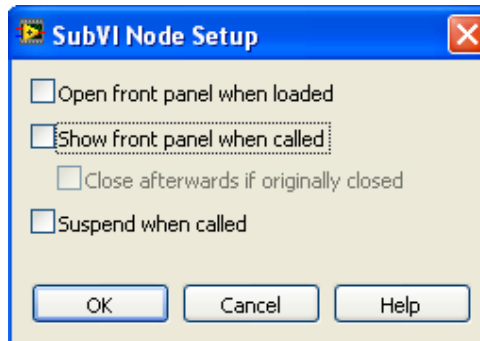 SubVI Node Setup
Open front panel when loaded
Show front panel when called
Close afterwards if originally closed
Suspend when called
OK Cancel Help